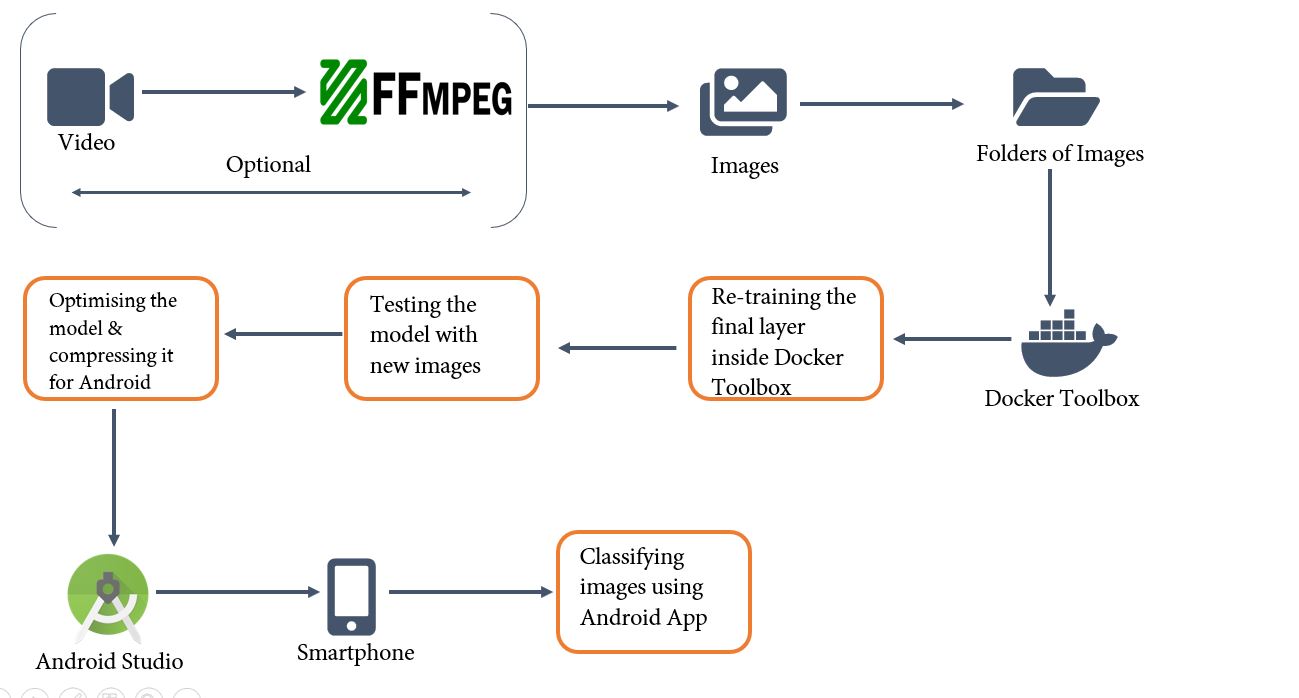 FFMPEG
Video
Optional
Images
Folders of Images
Optimising the
model &
compressing it
for Android
Testing the
model with
new images
Re-training the
final layer
inside Docker
Toolbox
Docker Toolbox
Android Studio
Smartphone
Classifying
images using
Android App